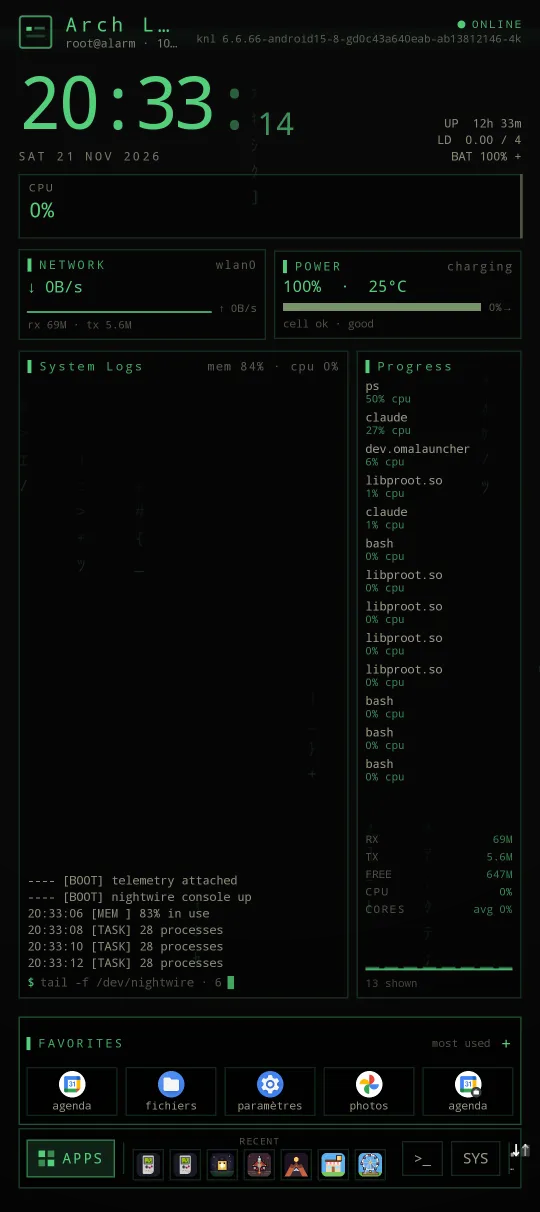 Arch L…
ONLINE
root@alarm · 10…
knl 6.6.66-android15-8-gd0c43a640eab-ab13812146-4k
20:33:14
UP 12h 33m
LD 0.00 / 4
SAT 21 NOV 2026
BAT 100% +
CPU
0%
NETWORK wlan0
↓ 0B/s
↑ 0B/s
rx 69M · tx 5.6M
POWER charging
100% · 25°C
0%→
cell ok · good
System Logs mem 84% · cpu 0%
---- [BOOT] telemetry attached
---- [BOOT] nightwire console up
20:33:06 [MEM ] 83% in use
20:33:08 [TASK] 28 processes
20:33:10 [TASK] 28 processes
20:33:12 [TASK] 28 processes
$ tail -f /dev/nightwire · 6
Progress
ps
50% cpu
claude
27% cpu
dev.omalauncher
6% cpu
libproot.so
1% cpu
claude
1% cpu
bash
0% cpu
libproot.so
0% cpu
libproot.so
0% cpu
libproot.so
0% cpu
libproot.so
0% cpu
bash
0% cpu
bash
0% cpu
bash
0% cpu
RX 69M
TX 5.6M
FREE 647M
CPU 0%
CORES avg 0%
13 shown
FAVORITES most used +
31
31
agenda
fichiers
paramètres
photos
agenda
RECENT
APPS
>_
SYS